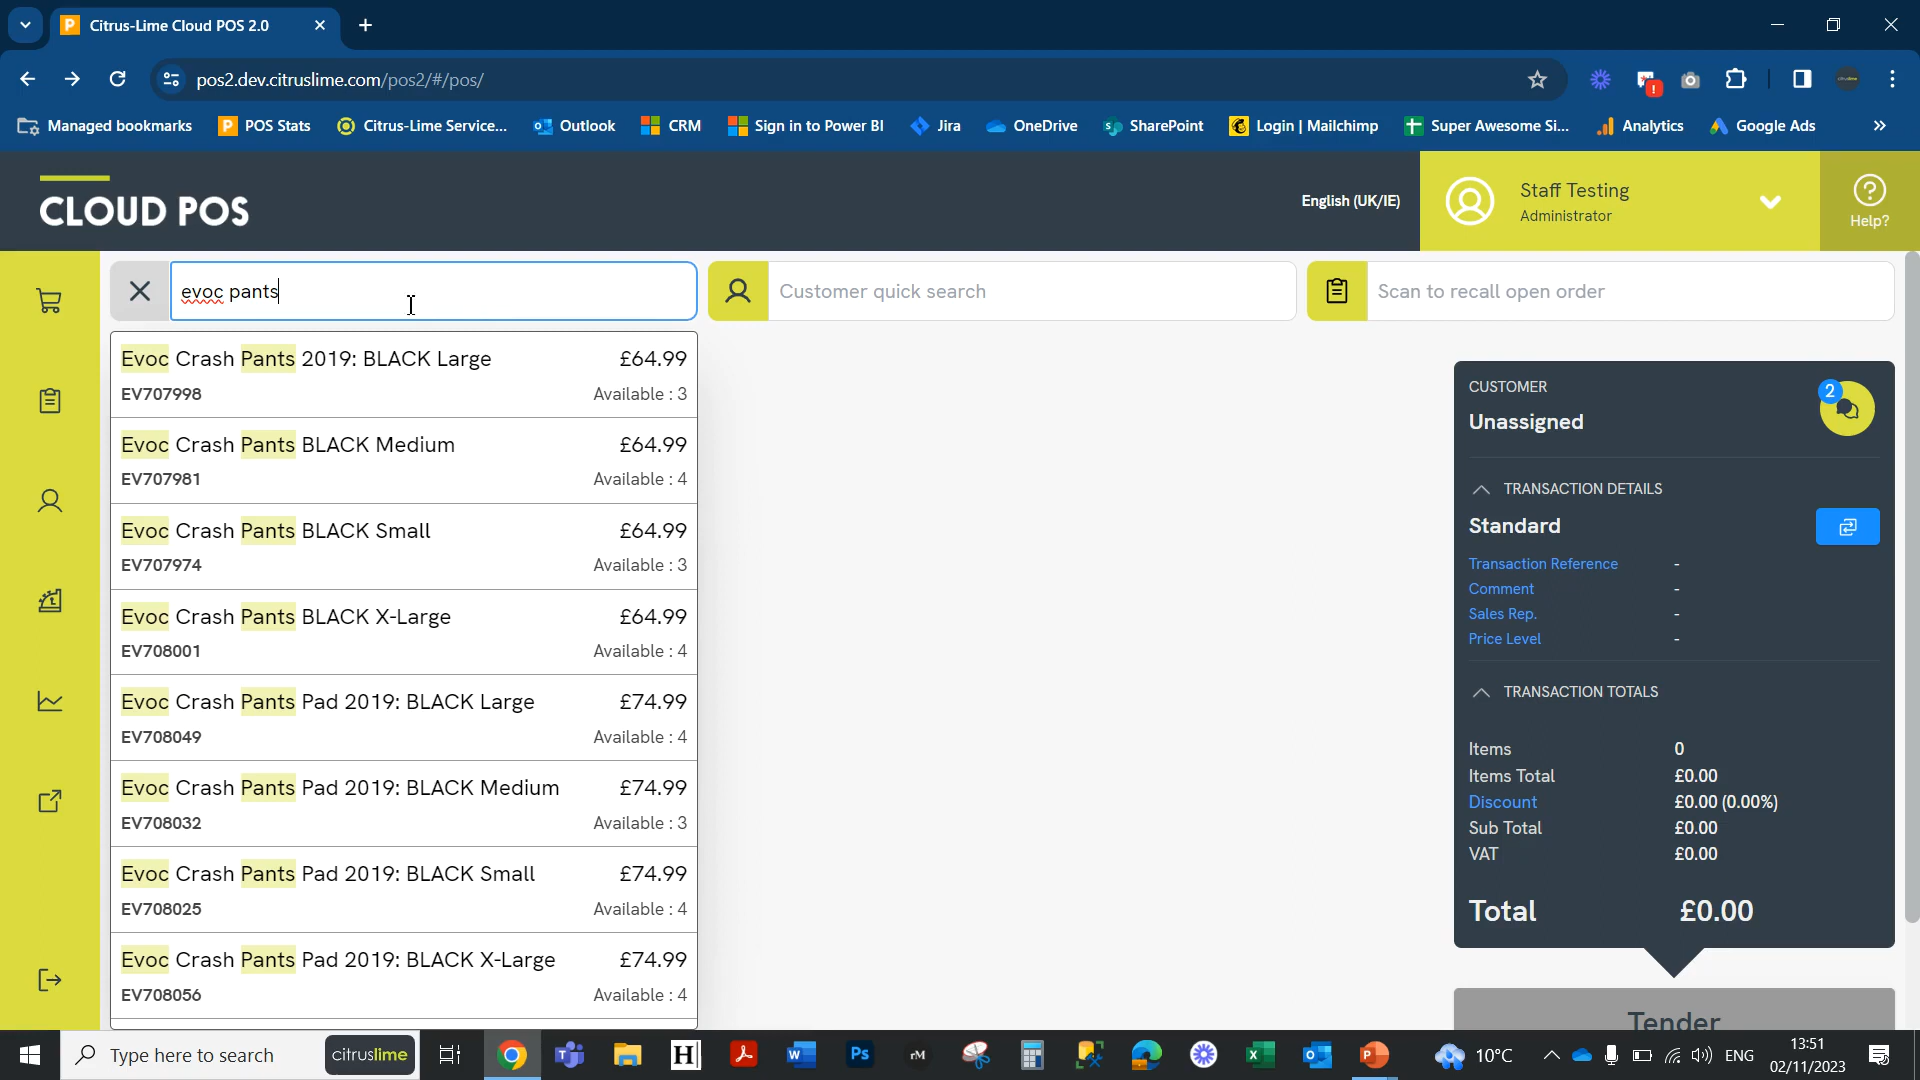 Citrus-Lime Cloud POS 2.0
pos2.dev.citruslime.com/pos2/#/pos/
Managed bookmarks POS Stats Citrus-Lime Service... Outlook CRM Sign in to Power BI Jira OneDrive SharePoint Login | Mailchimp Super Awesome Si... Analytics Google Ads
CLOUD POS
English (UK/IE)
Staff Testing
Administrator
Help?
evoc pants
Customer quick search
Scan to recall open order
Evoc Crash Pants 2019: BLACK Large £64.99
EV707998 Available : 3
Evoc Crash Pants BLACK Medium £64.99
EV707981 Available : 4
Evoc Crash Pants BLACK Small £64.99
EV707974 Available : 3
Evoc Crash Pants BLACK X-Large £64.99
EV708001 Available : 4
Evoc Crash Pants Pad 2019: BLACK Large £74.99
EV708049 Available : 4
Evoc Crash Pants Pad 2019: BLACK Medium £74.99
EV708032 Available : 3
Evoc Crash Pants Pad 2019: BLACK Small £74.99
EV708025 Available : 4
Evoc Crash Pants Pad 2019: BLACK X-Large £74.99
EV708056 Available : 4
CUSTOMER
2
Unassigned
TRANSACTION DETAILS
Standard
Transaction Reference -
Comment -
Sales Rep. -
Price Level -
TRANSACTION TOTALS
Items 0
Items Total £0.00
Discount £0.00 (0.00%)
Sub Total £0.00
VAT £0.00
Total £0.00
Tender
Type here to search citruslime
H
Ps
rM
10°C
ENG
13:51
02/11/2023